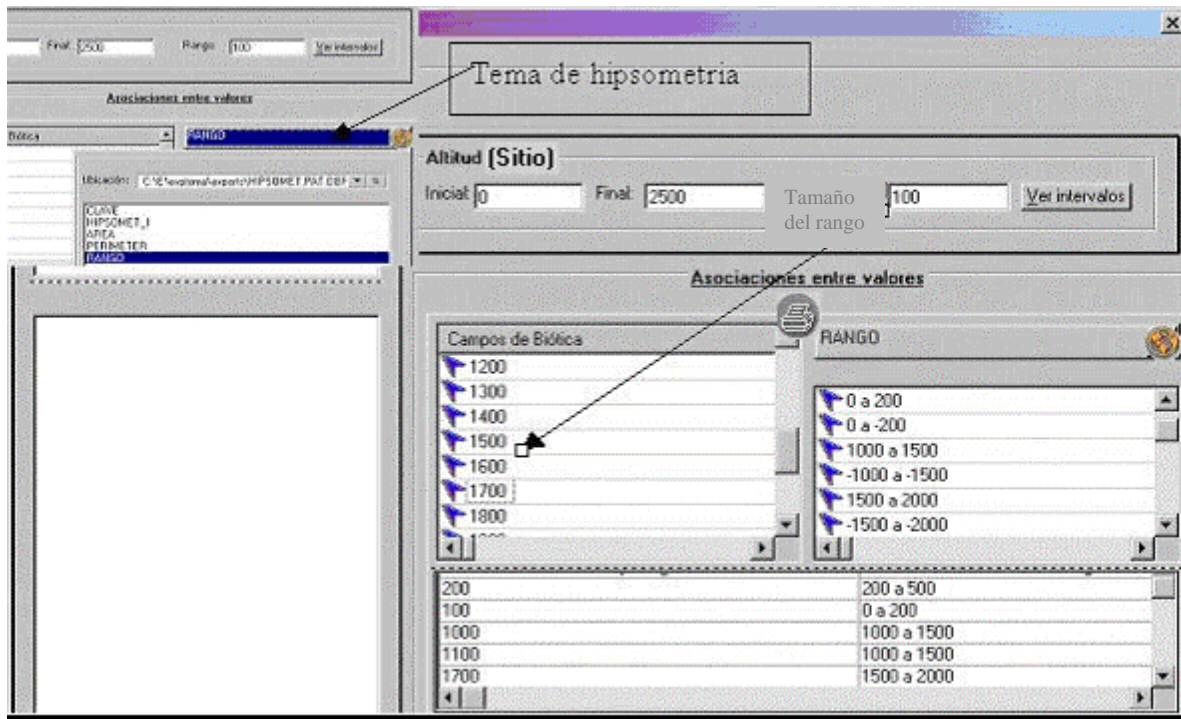 Final: 2500 Rango: 100 Ver intervalos
Asociaciones entre valores
Biótica
RANGO
Ubicación:
CLAVE
HIPSOMET_I
AREA
PERIMETER
RANGO
Tema de hipsometria
Altitud (Sitio)
Inicial: 0 Final: 2500 100 Ver intervalos
Tamaño
del rango
Asociaciones entre valores
Campos de Biótica
1200
1300
1400
1500
1600
1700
1800
RANGO
0 a 200
0 a -200
1000 a 1500
-1000 a -1500
1500 a 2000
-1500 a -2000
200 200 a 500
100 0 a 200
1000 1000 a 1500
1100 1000 a 1500
1700 1500 a 2000